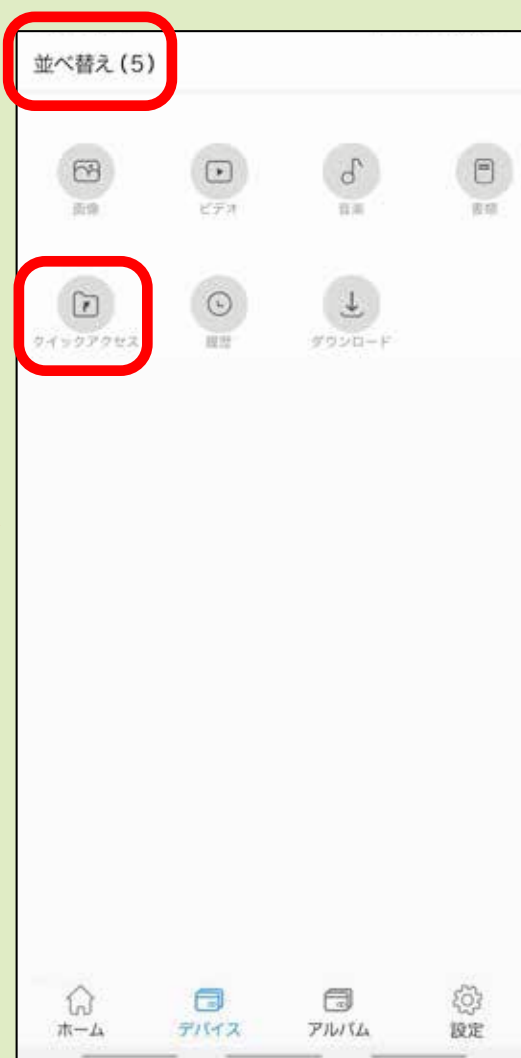 並べ替え(5)
画像 ビデオ 音楽 書類
クイックアクセス 履歴 ダウンロード
ホーム デバイス アルバム 設定